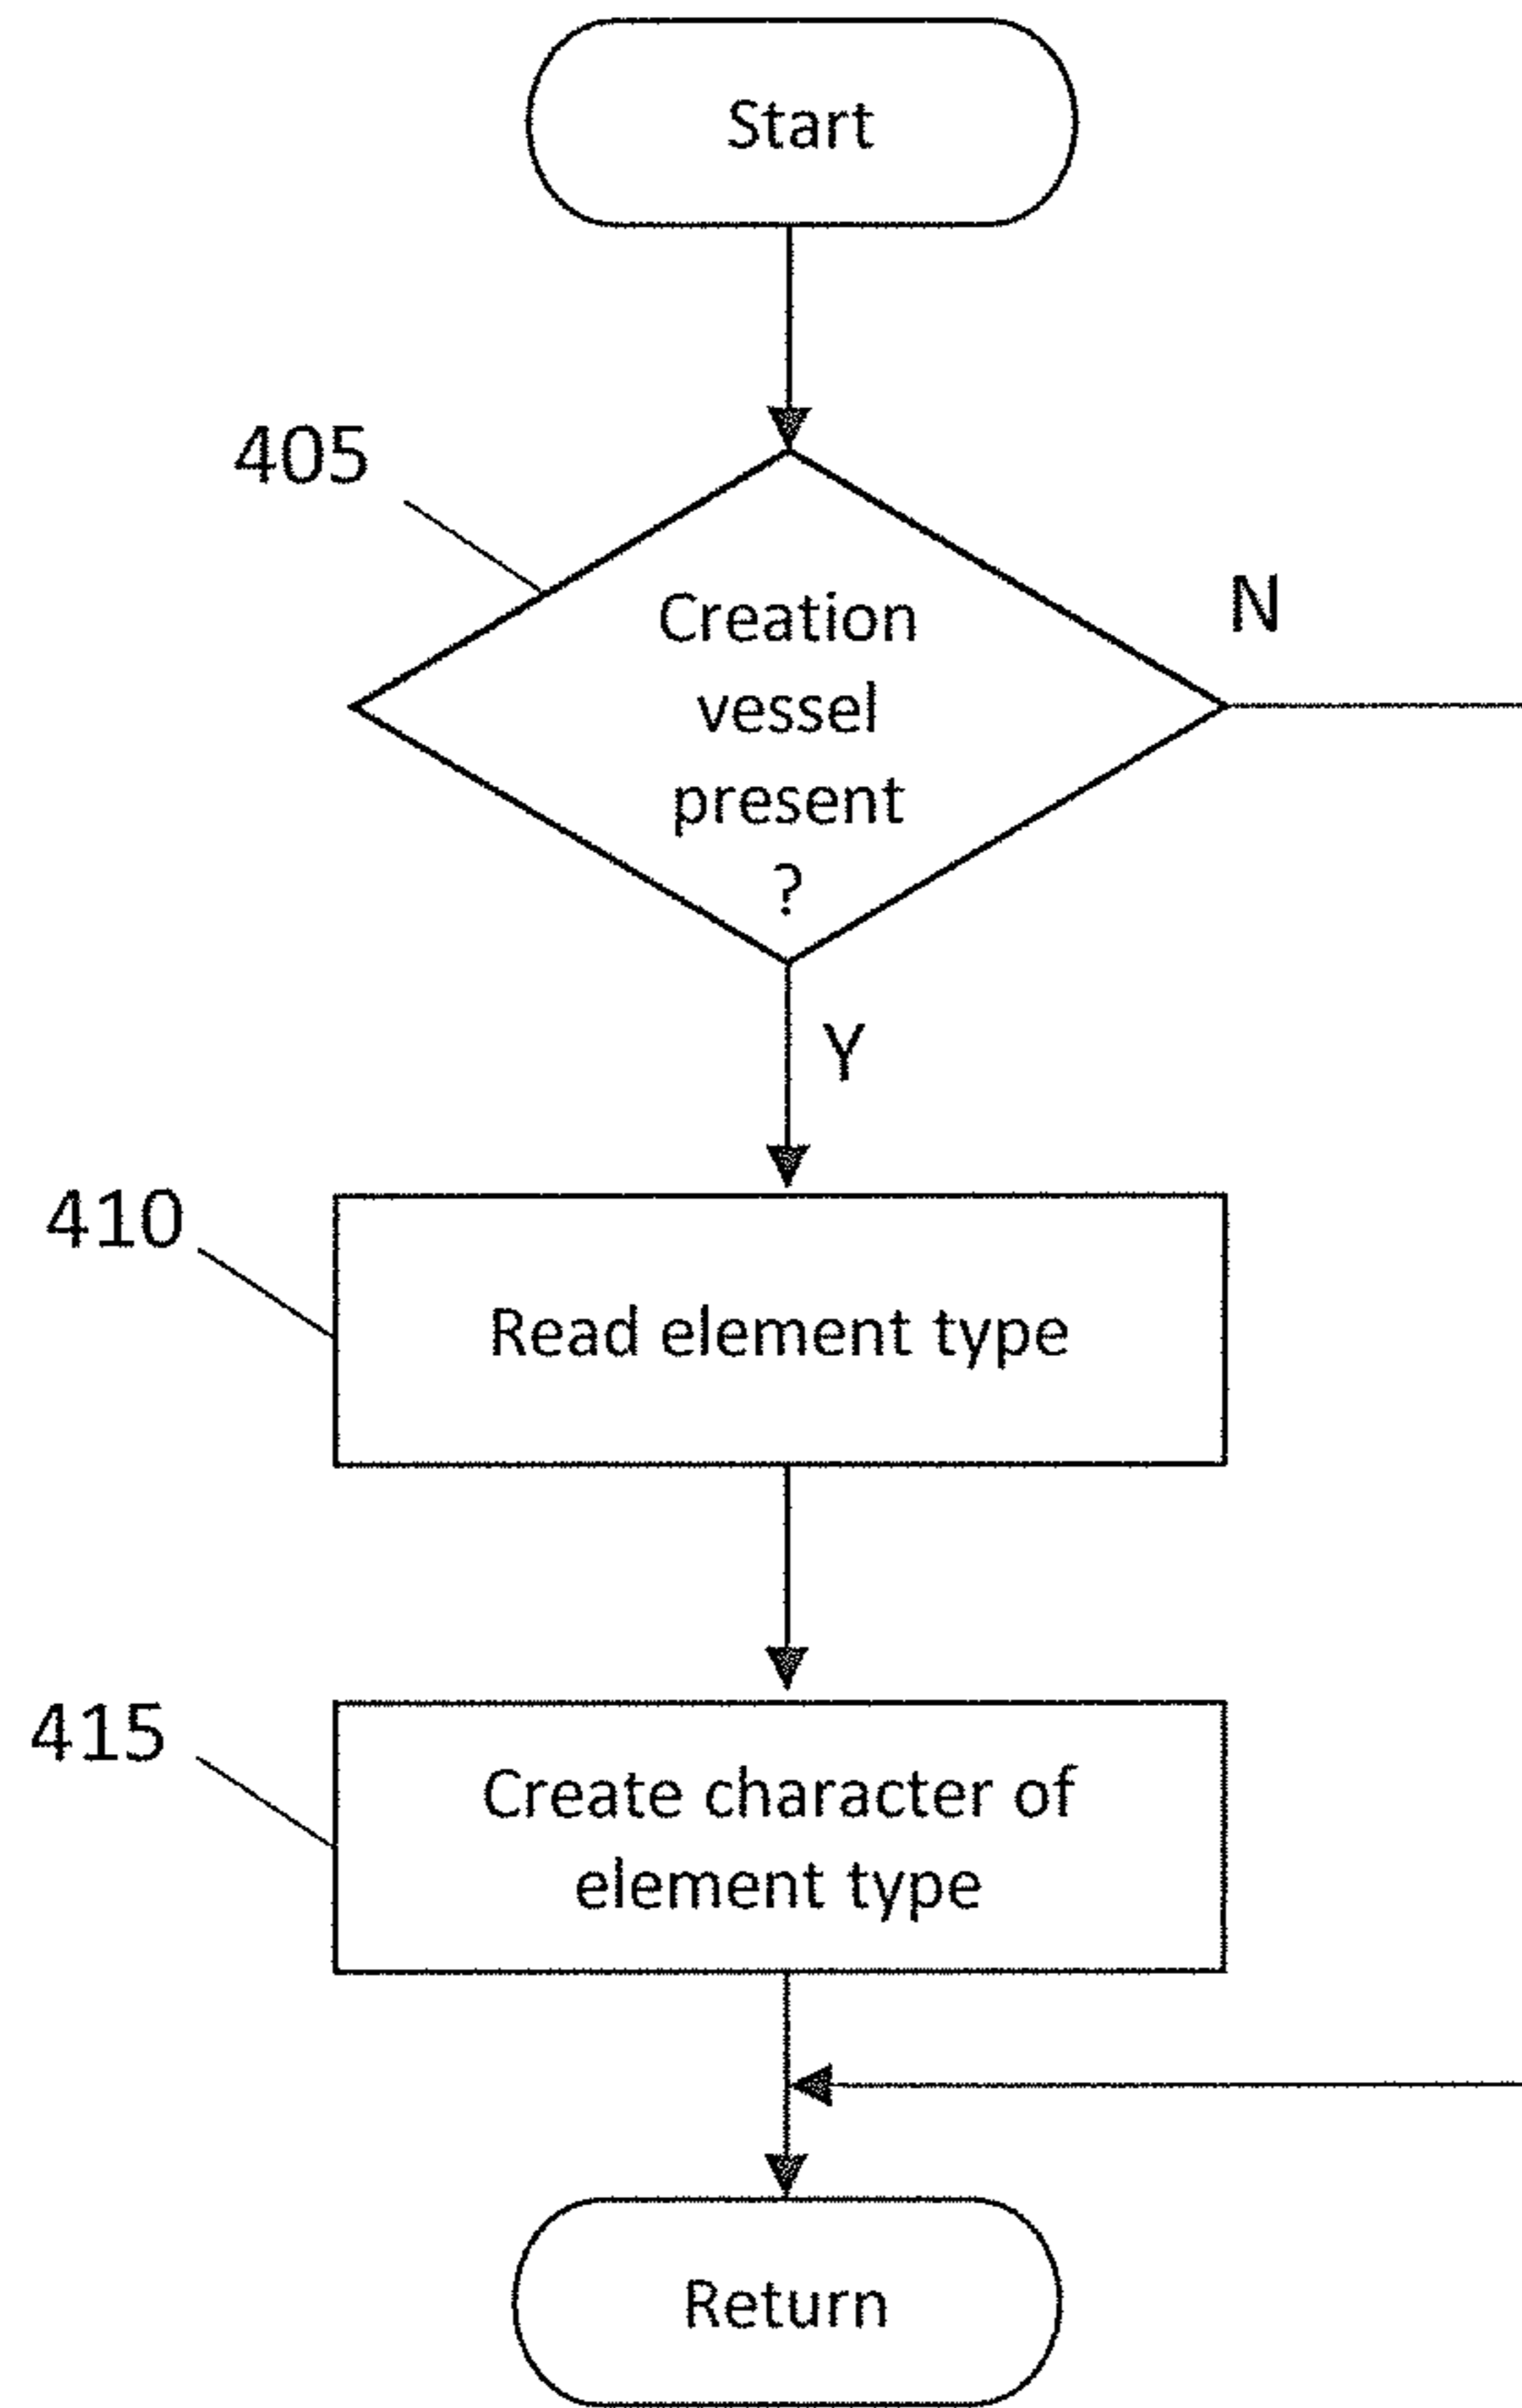 Start
405
Creation
vessel
present
?
N
Y
410
Read element type
415
Create character of
element type
Return